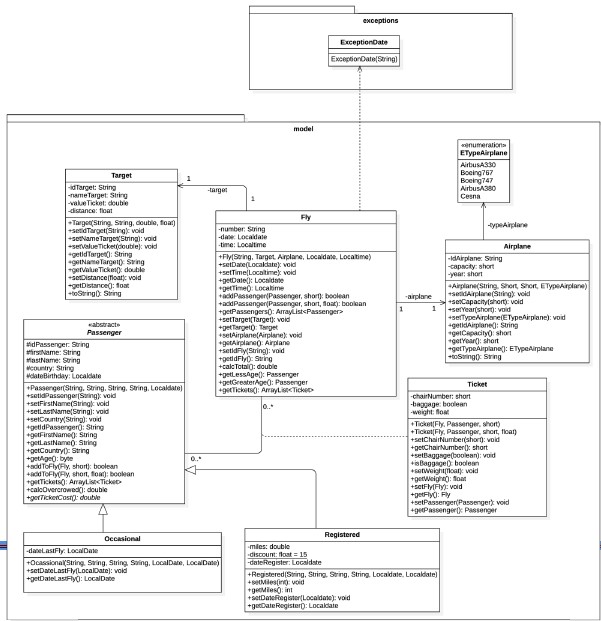 exceptions
ExceptionDate
ExceptionDate(String)
model
«enumeration»
ETypeAirplane
AirbusA330
Boeing767
Boeing747
AirbusA380
Cesna
Target
-idTarget: String
-nameTarget: String
-valueTicket: double
-distance: float
+Target(String, String, double, float)
+setIdTarget(String): void
+setNameTarget(String): void
+setValueTicket(double): void
+getIdTarget(): String
+getNameTarget(): String
+getValueTicket(): double
+setDistance(float): void
+getDistance(): float
+toString(): String
1
-target
1
Fly
-number: String
-date: Localdate
-time: Localtime
+Fly(String, Target, Airplane, Localdate, Localtime)
+setDate(Localdate): void
+setTime(Localtime): void
+getDate(): Localdate
+getTime(): Localtime
+addPassenger(Passenger, short): boolean
+addPassenger(Passenger, short, float): boolean
+getPassengers(): ArrayList<Passenger>
+setTarget(Target): void
+getTarget(): Target
+setAirplane(Airplane): void
+getAirplane(): Airplane
+setIdFly(String): void
+getIdFly(): String
+calcTotal(): double
+getLessAge(): Passenger
+getGreaterAge(): Passenger
+getTickets(): ArrayList<Ticket>
-typeAirplane
Airplane
-idAirplane: String
-capacity: short
-year: short
+Airplane(String, Short, Short, ETypeAirplane)
+setIdAirplane(String): void
+setCapacity(short): void
+setYear(short): void
+setTypeAirplane(ETypeAirplane): void
+getIdAirplane(): String
+getCapacity(): short
+getYear(): short
+getTypeAirplane(): ETypeAirplane
+toString(): String
-airplane
1
1
«abstract»
Passenger
#idPassenger: String
#firstName: String
#lastName: String
#country: String
#dateBirthday: Localdate
+Passenger(String, String, String, String, Localdate)
+setIdPassenger(String): void
+setFirstName(String): void
+setLastName(String): void
+setCountry(String): void
+getIdPassenger(): String
+getFirstName(): String
+getLastName(): String
+getCountry(): String
+getAge(): byte
+addToFly(Fly, short): boolean
+addToFly(Fly, short, float): boolean
+getTickets(): ArrayList<Ticket>
+calcOvercrowed(): double
+getTicketCost(): double
0..*
0..*
Ticket
-chairNumber: short
-baggage: boolean
-weight: float
+Ticket(Fly, Passenger, short)
+Ticket(Fly, Passenger, short, float)
+setChairNumber(short): void
+getChairNumber(): short
+setBaggage(boolean): void
+isBaggage(): boolean
+setWeight(float): void
+getWeight(): float
+setFly(Fly): void
+getFly(): Fly
+setPassenger(Passenger): void
+getPassenger(): Passenger
Occasional
-dateLastFly: LocalDate
+Ocassional(String, String, String, String, LocalDate, LocalDate)
+setDateLastFly(LocalDate): void
+getDateLastFly(): LocalDate
Registered
-miles: double
-discount: float = 15
-dateRegister: Localdate
+Registered(String, String, String, String, Localdate, Localdate)
+setMiles(int): void
+getMiles(): int
+setDateRegister(Localdate): void
+getDateRegister(): Localdate